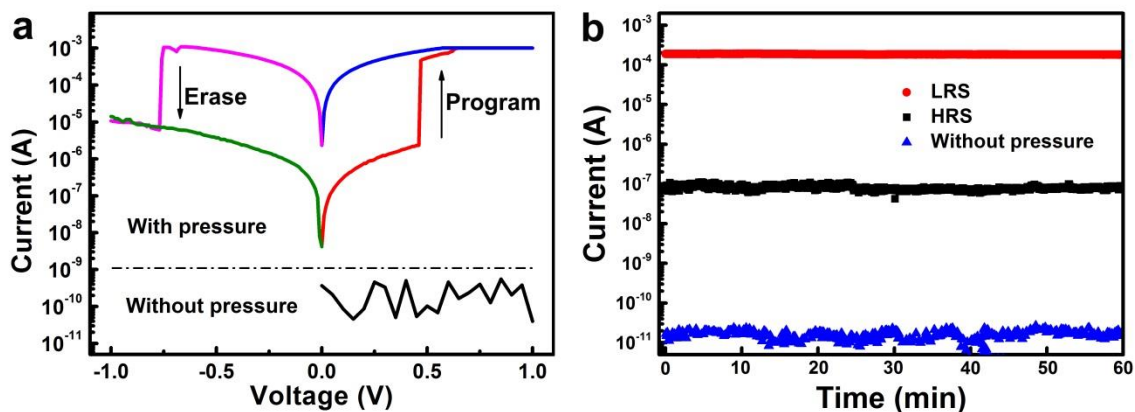 a
Current (A)
10⁻³
10⁻⁴
10⁻⁵
10⁻⁶
10⁻⁷
10⁻⁸
10⁻⁹
10⁻¹⁰
10⁻¹¹
Erase
Program
With pressure
Without pressure
-1.0 -0.5 0.0 0.5 1.0
Voltage (V)
b
Current (A)
10⁻³
10⁻⁴
10⁻⁵
10⁻⁶
10⁻⁷
10⁻⁸
10⁻⁹
10⁻¹⁰
10⁻¹¹
LRS
HRS
Without pressure
0 10 20 30 40 50 60
Time (min)